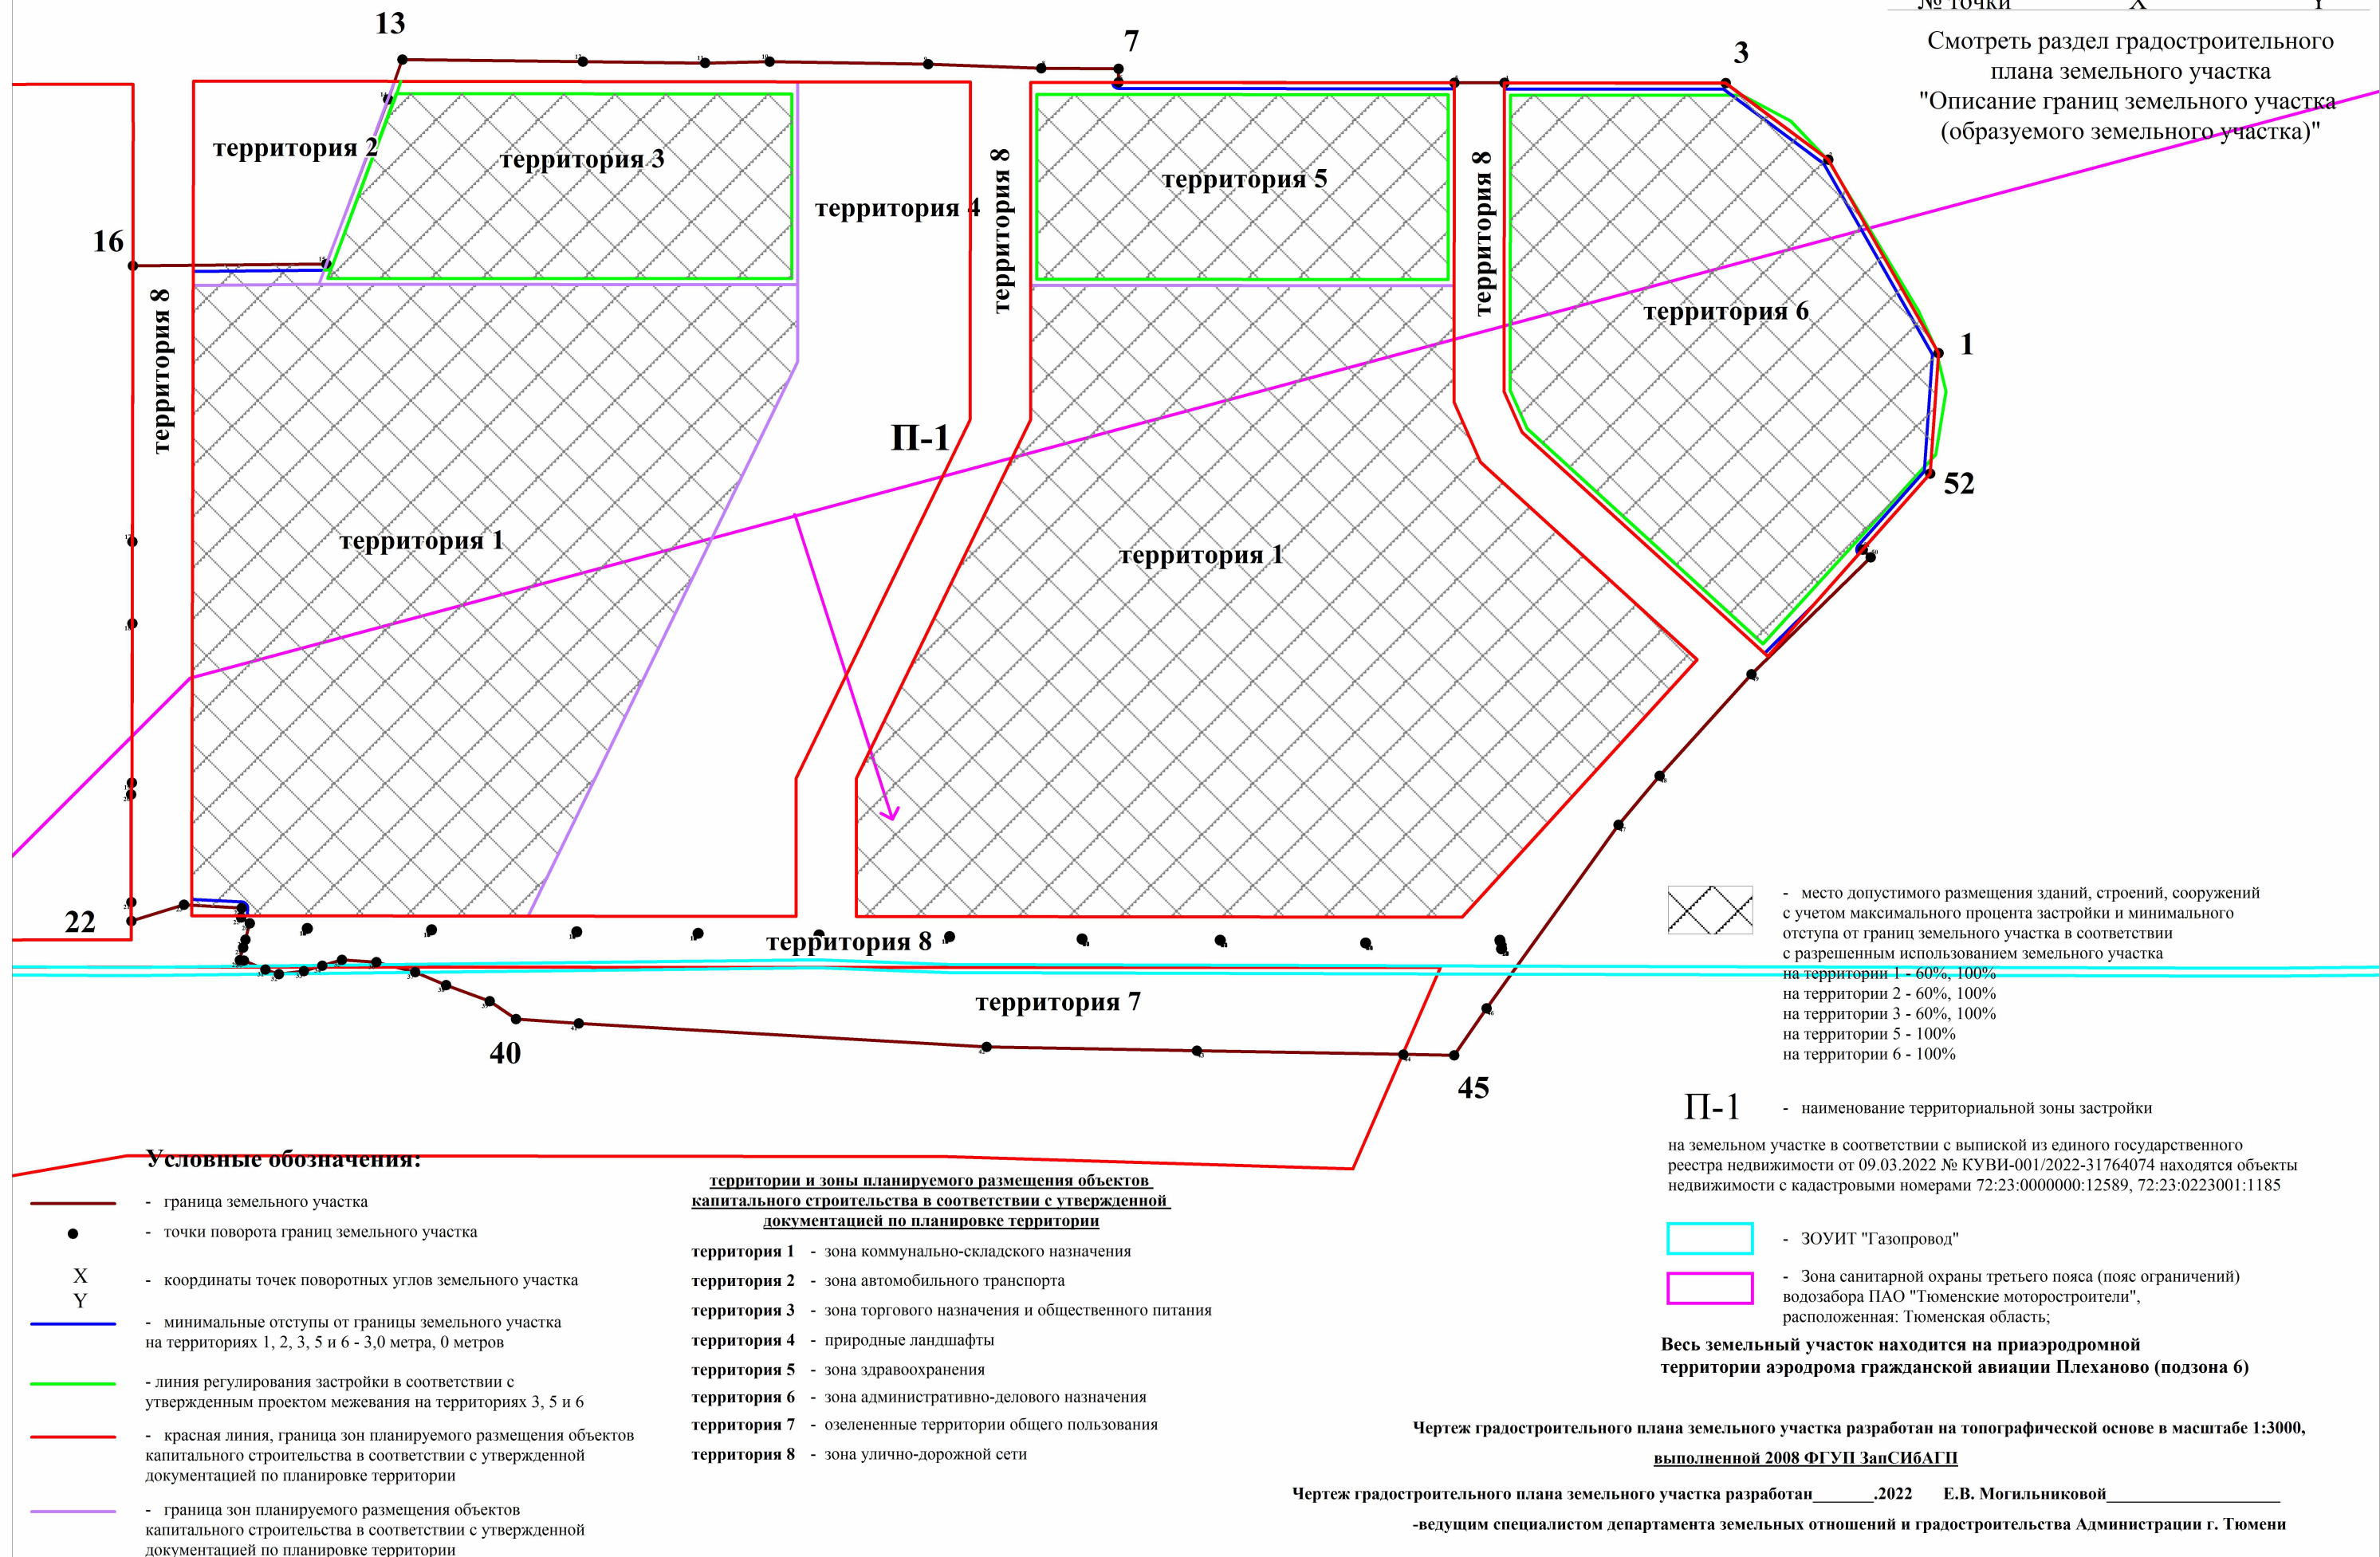 № точки X Y
Смотреть раздел градостроительного
плана земельного участка
"Описание границ земельного участка
(образуемого земельного участка)"
13
7
3
территория 2
территория 3
территория 4
территория 8
территория 5
территория 8
территория 6
16
1
территория 8
П-1
52
территория 1
территория 1
22
территория 8
территория 7
40
45
- место допустимого размещения зданий, строений, сооружений
с учетом максимального процента застройки и минимального
отступа от границ земельного участка в соответствии
с разрешенным использованием земельного участка
на территории 1 - 60%, 100%
на территории 2 - 60%, 100%
на территории 3 - 60%, 100%
на территории 5 - 100%
на территории 6 - 100%
П-1 - наименование территориальной зоны застройки
на земельном участке в соответствии с выпиской из единого государственного
реестра недвижимости от 09.03.2022 № КУВИ-001/2022-31764074 находятся объекты
недвижимости с кадастровыми номерами 72:23:0000000:12589, 72:23:0223001:1185
- ЗОУИТ "Газопровод"
- Зона санитарной охраны третьего пояса (пояс ограничений)
водозабора ПАО "Тюменские моторостроители",
расположенная: Тюменская область;
Весь земельный участок находится на приаэродромной
территории аэродрома гражданской авиации Плеханово (подзона 6)
Условные обозначения:
- граница земельного участка
- точки поворота границ земельного участка
X
Y
- координаты точек поворотных углов земельного участка
- минимальные отступы от границы земельного участка
на территориях 1, 2, 3, 5 и 6 - 3,0 метра, 0 метров
- линия регулирования застройки в соответствии с
утвержденным проектом межевания на территориях 3, 5 и 6
- красная линия, граница зон планируемого размещения объектов
капитального строительства в соответствии с утвержденной
документацией по планировке территории
- граница зон планируемого размещения объектов
капитального строительства в соответствии с утвержденной
документацией по планировке территории
территории и зоны планируемого размещения объектов
капитального строительства в соответствии с утвержденной
документацией по планировке территории
территория 1 - зона коммунально-складского назначения
территория 2 - зона автомобильного транспорта
территория 3 - зона торгового назначения и общественного питания
территория 4 - природные ландшафты
территория 5 - зона здравоохранения
территория 6 - зона административно-делового назначения
территория 7 - озелененные территории общего пользования
территория 8 - зона улично-дорожной сети
Чертеж градостроительного плана земельного участка разработан на топографической основе в масштабе 1:3000,
выполненной 2008 ФГУП ЗапСИбАГП
Чертеж градостроительного плана земельного участка разработан_______.2022 Е.В. Могильниковой____________________
-ведущим специалистом департамента земельных отношений и градостроительства Администрации г. Тюмени